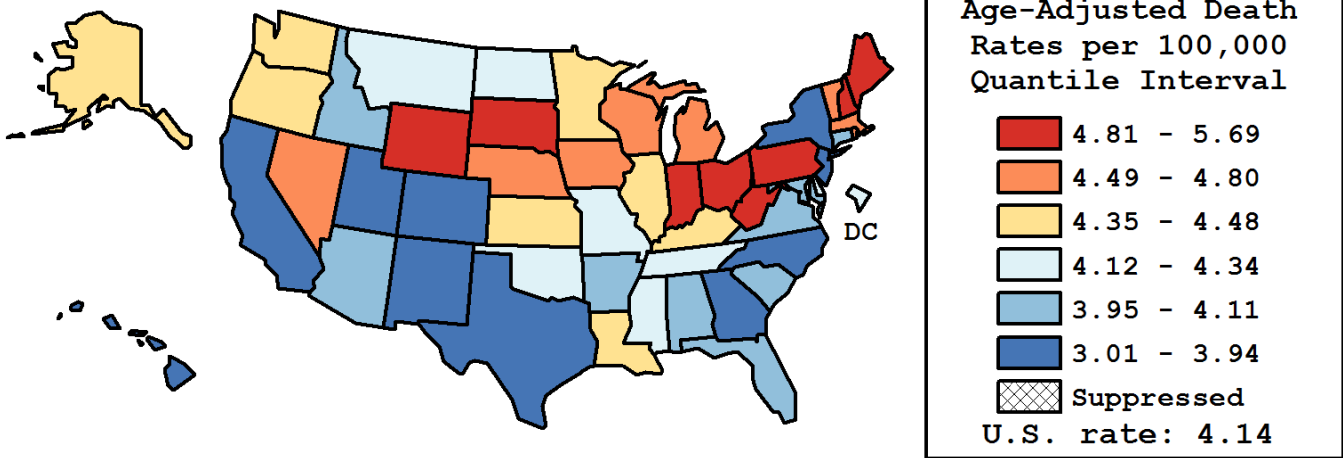 Age-Adjusted Death
Rates per 100,000
Quantile Interval
4.81 - 5.69
4.49 - 4.80
4.35 - 4.48
4.12 - 4.34
3.95 - 4.11
3.01 - 3.94
Suppressed
U.S. rate: 4.14
DC